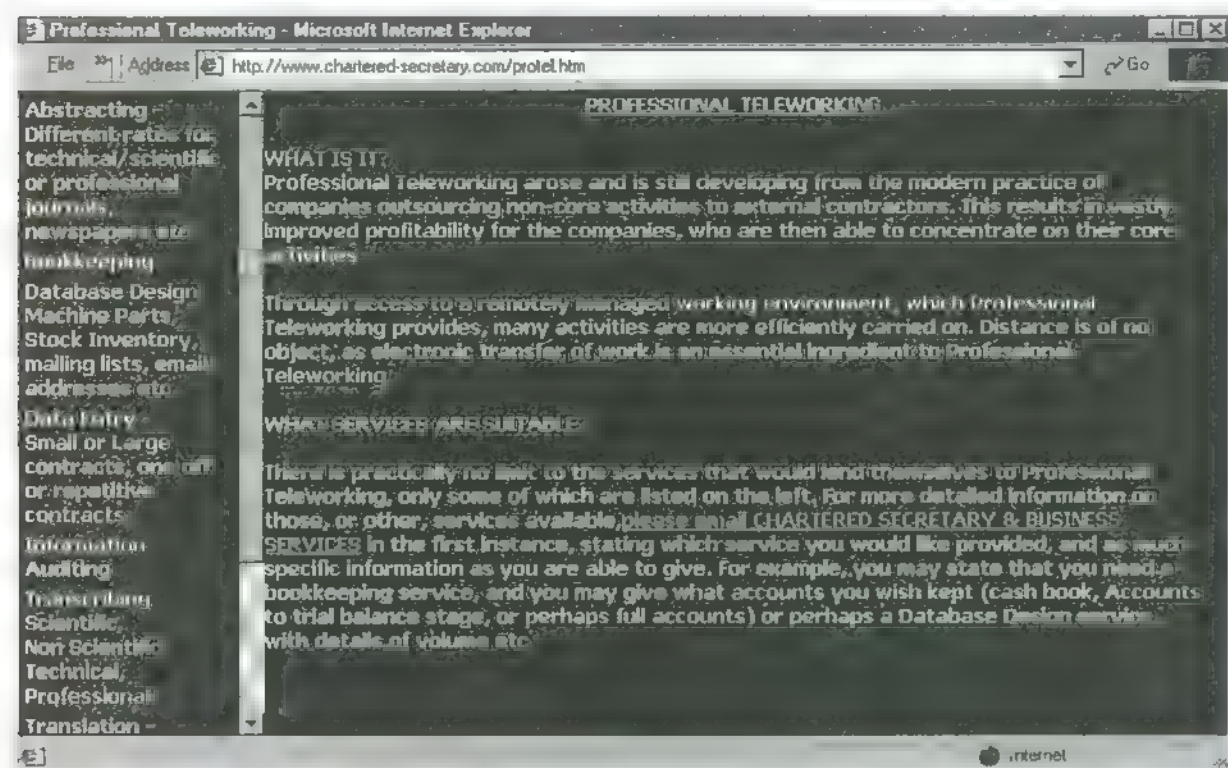 Professional Teleworking - Microsoft Internet Explorer
File Address http://www.chartered-secretary.com/protel.htm Go
Abstracting -
Different rates for
technical/scientific
or professional
journals,
newspapers etc
Bookkeeping
Database Design
Machine Parts,
Stock Inventory,
mailing lists, email
addresses etc
Data Entry -
Small or Large
contracts, one off
or repetitive
contracts
Information
Auditing
Transcribing
Scientific,
Non Scientific
Technical,
Professional
Translation -
PROFESSIONAL TELEWORKING
WHAT IS IT?
Professional Teleworking arose and is still developing from the modern practice of
companies outsourcing non-core activities to external contractors. This results in vastly
improved profitability for the companies, who are then able to concentrate on their core
activities
Through access to a remotely managed working environment, which Professional
Teleworking provides, many activities are more efficiently carried on. Distance is of no
object, as electronic transfer of work is an essential ingredient to Professional
Teleworking
WHAT SERVICES ARE SUITABLE?
There is practically no limit to the services that would lend themselves to Professional
Teleworking, only some of which are listed on the left. For more detailed information on
those, or other, services available please email CHARTERED SECRETARY & BUSINESS
SERVICES in the first instance, stating which service you would like provided, and as much
specific information as you are able to give. For example, you may state that you need a
bookkeeping service, and you may give what accounts you wish kept (cash book, Accounts
to trial balance stage, or perhaps full accounts) or perhaps a Database Design service
with details of volume etc
Internet